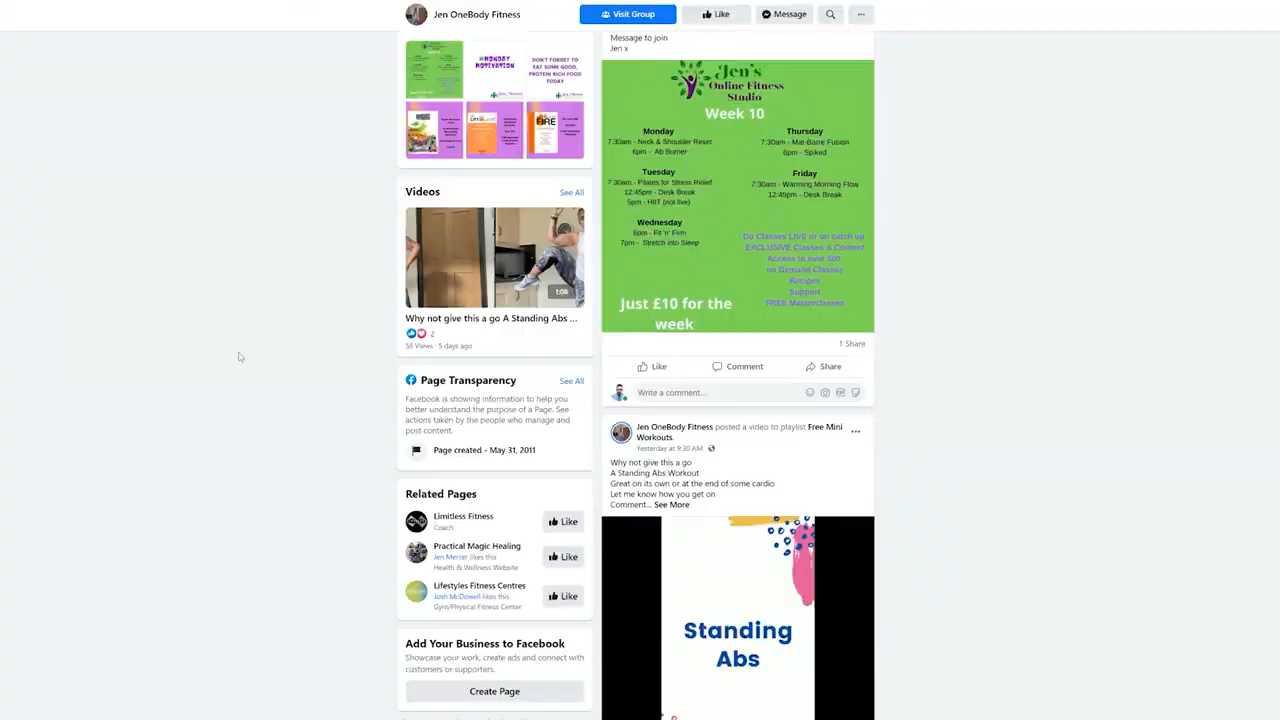 Jen OneBody Fitness
Visit Group
Like
Message
#MONDAY
MOTIVATION
DON'T FORGET TO
EAT SOME GOOD,
PROTEIN RICH FOOD
TODAY
FIRE
Videos
See All
1:08
Why not give this a go A Standing Abs ...
2
58 Views · 5 days ago
Page Transparency
See All
Facebook is showing information to help you
better understand the purpose of a Page. See
actions taken by the people who manage and
post content.
Page created - May 31, 2011
Related Pages
Limitless Fitness
Coach
Like
Practical Magic Healing
Jen Mercer likes this
Health & Wellness Website
Like
Lifestyles Fitness Centres
Josh McDowell likes this
Gym/Physical Fitness Center
Like
Add Your Business to Facebook
Showcase your work, create ads and connect with
customers or supporters.
Create Page
Message to join
Jen x
Jen's
Online Fitness
Studio
Week 10
Monday
7:30am - Neck & Shoulder Reset
6pm - Ab Burner
Tuesday
7:30am - Pilates for Stress Relief
12:45pm - Desk Break
5pm - HIIT (not live)
Wednesday
6pm - Fit 'n' Firm
7pm - Stretch into Sleep
Thursday
7:30am - Mat-Barre Fusion
6pm - Spiked
Friday
7:30am - Warming Morning Flow
12:45pm - Desk Break
Do Classes LIVE or on catch up
EXCLUSIVE Classes & Content
Access to over 500
on Demand Classes
Recipes
Support
FREE Masterclasses
Just £10 for the
week
1 Share
Like
Comment
Share
Write a comment...
Jen OneBody Fitness posted a video to playlist Free Mini
Workouts.
Yesterday at 9:30 AM
Why not give this a go
A Standing Abs Workout
Great on its own or at the end of some cardio
Let me know how you get on
Comment... See More
Standing
Abs